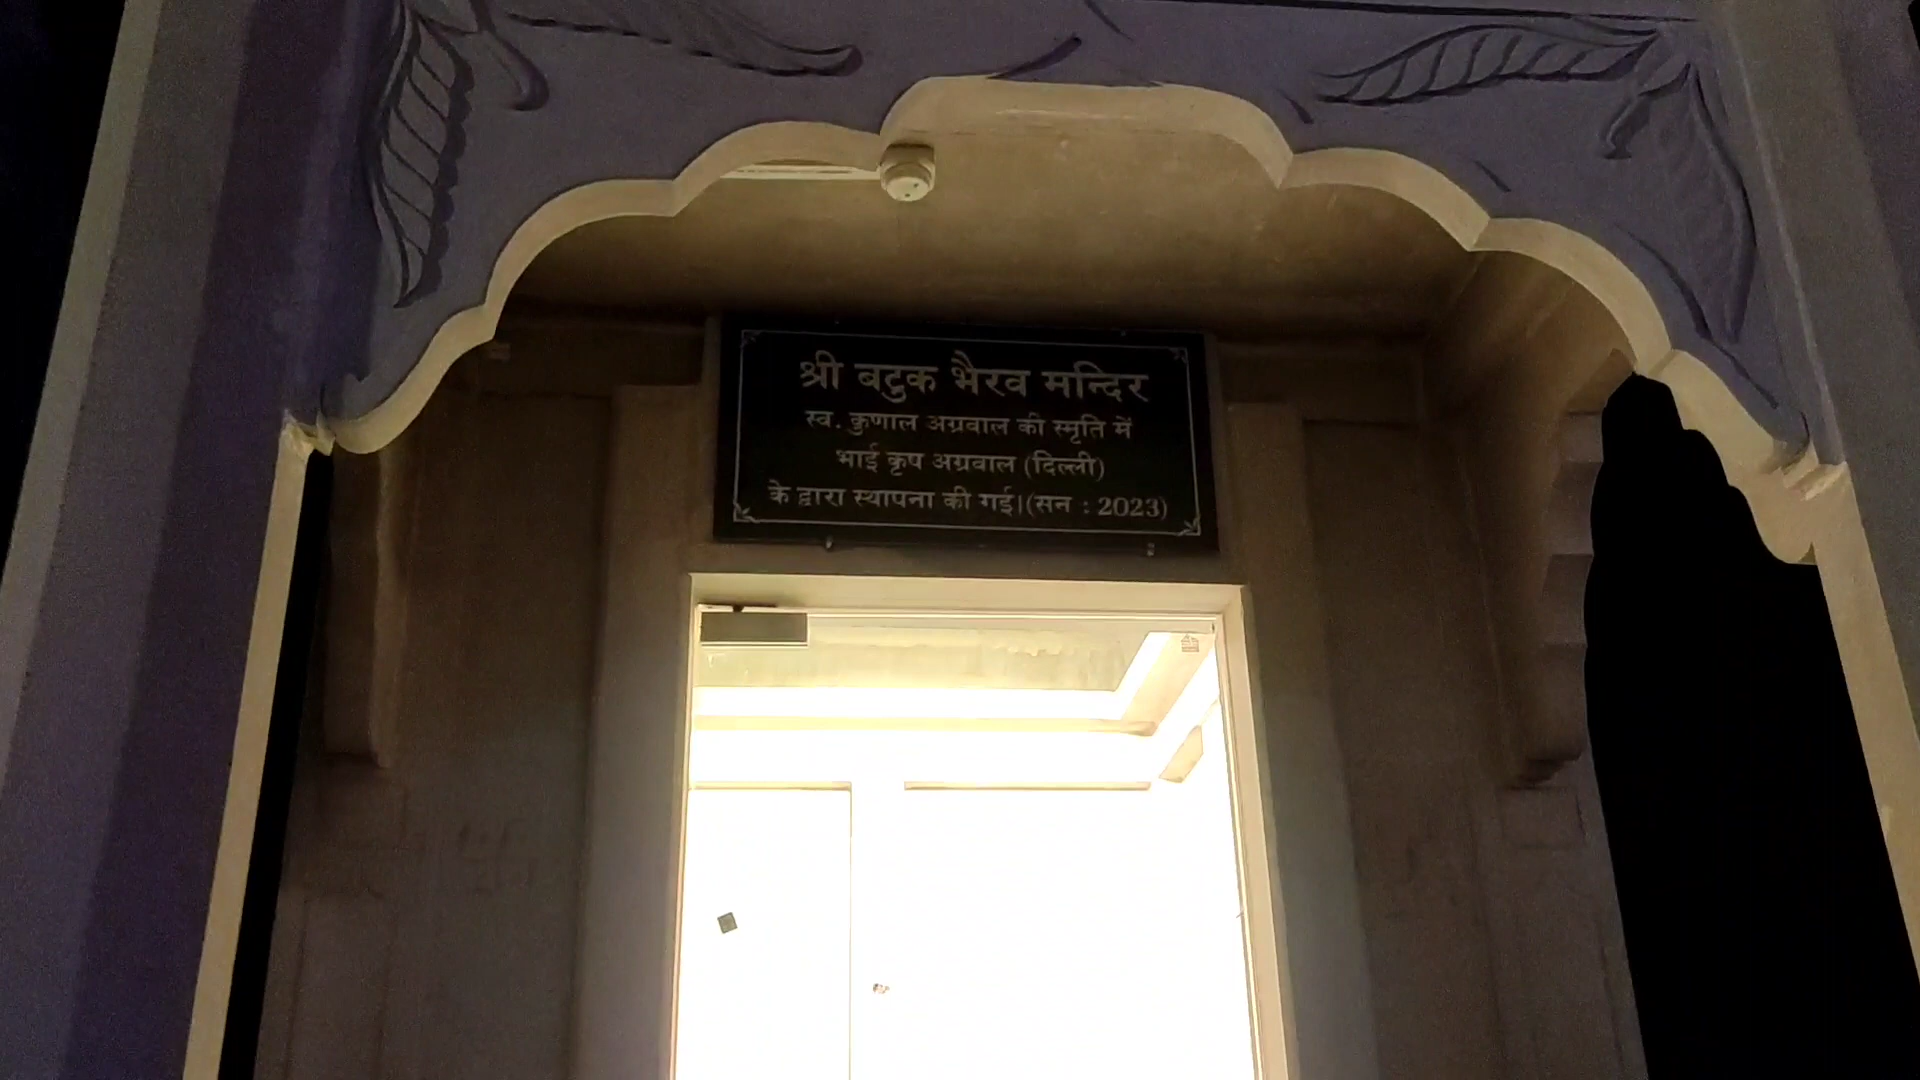 श्री बटुक भैरव मन्दिर
स्व. कुणाल अग्रवाल की स्मृति में
भाई कृप अग्रवाल (दिल्ली)
के द्वारा स्थापना की गई।(सन : 2023)